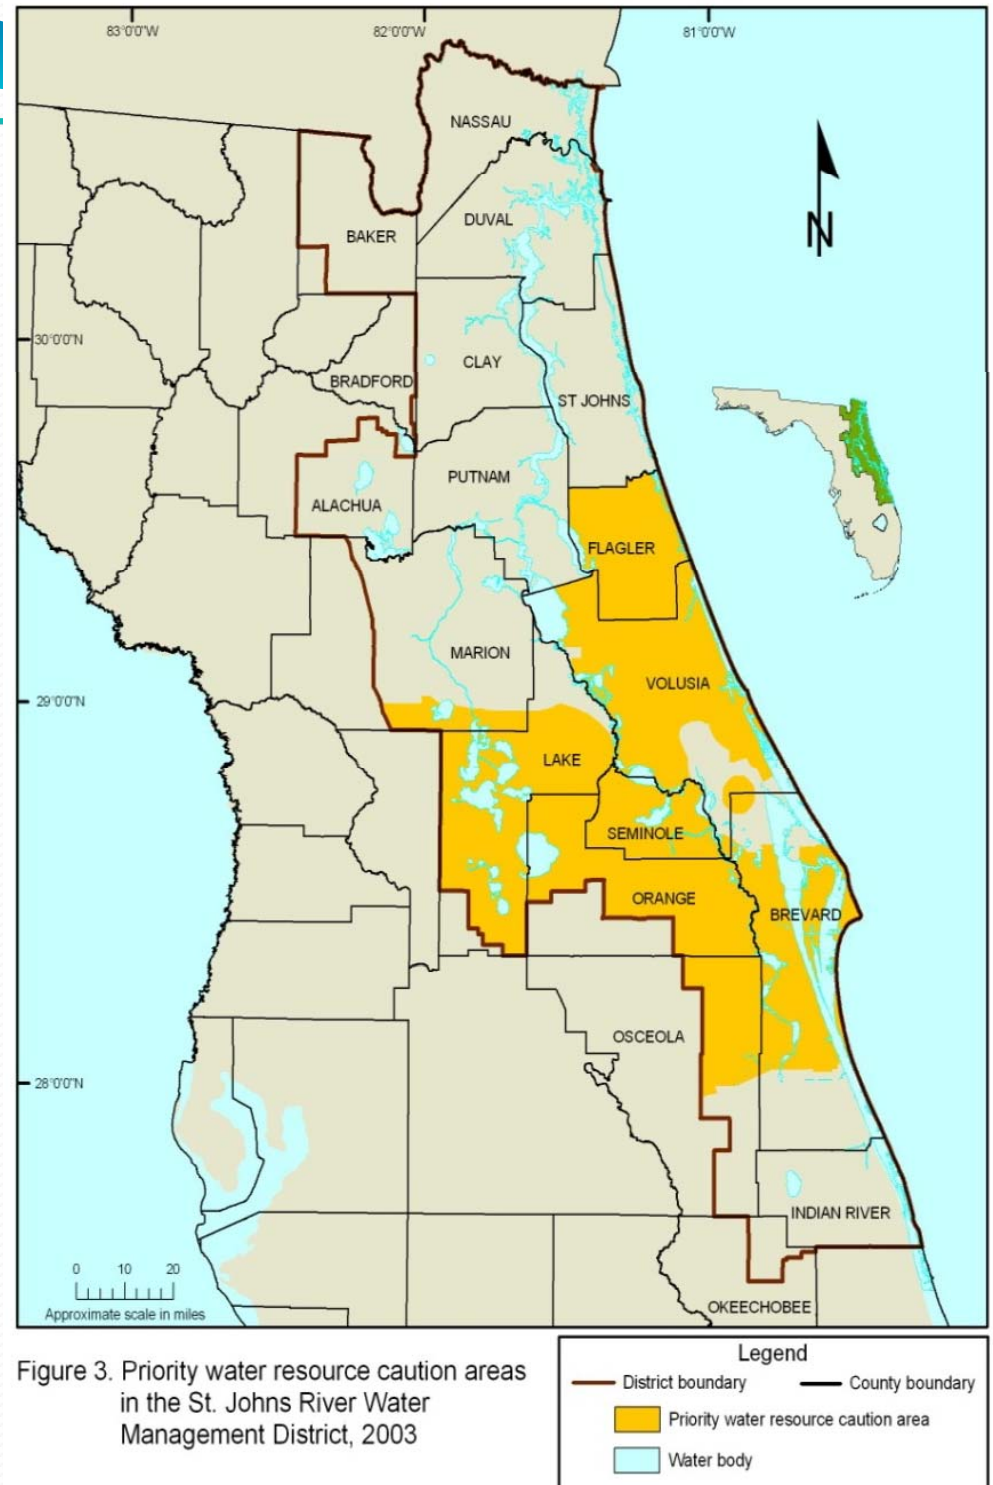 83°0'0"W
82°0'0"W
81°0'0"W
NASSAU
N
DUVAL
BAKER
30°0'0"N
CLAY
BRADFORD
ST JOHNS
PUTNAM
ALACHUA
FLAGLER
MARION
VOLUSIA
29°0'0"N
LAKE
SEMINOLE
ORANGE
BREVARD
OSCEOLA
28°0'0"N
INDIAN RIVER
0 10 20
Approximate scale in miles
OKEECHOBEE
Figure 3. Priority water resource caution areas
in the St. Johns River Water
Management District, 2003
Legend
District boundary
County boundary
Priority water resource caution area
Water body